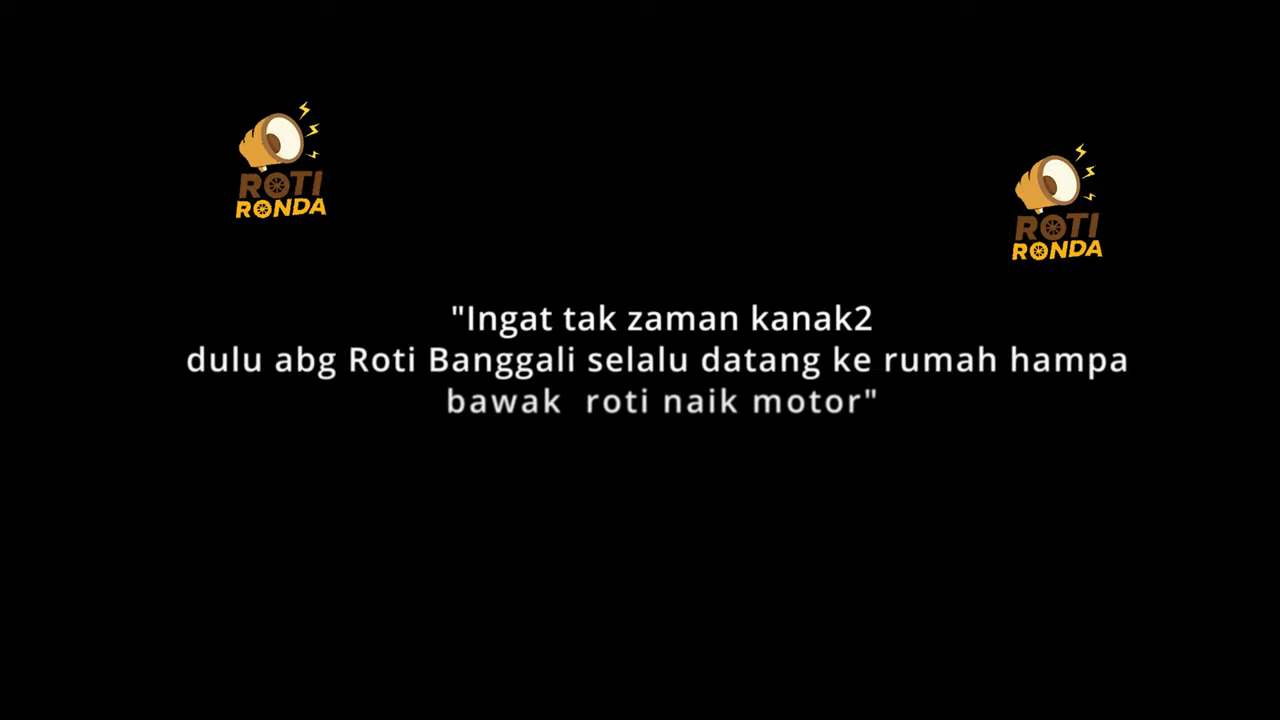 ROTI
RONDA
ROTI
RONDA
"Ingat tak zaman kanak2
dulu abg Roti Banggali selalu datang ke rumah hampa
bawak roti naik motor"